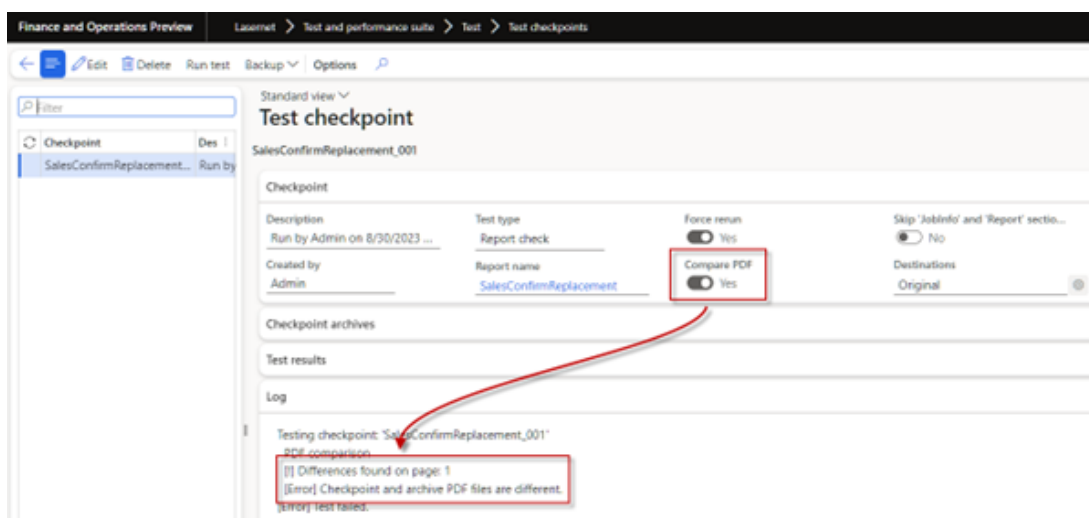 Finance and Operations Preview Lasernet > Test and performance suite > Test > Test checkpoints
Edit Delete Run test Backup Options
Filter
Checkpoint Des
SalesConfirmReplacement... Run by
Standard view
Test checkpoint
SalesConfirmReplacement_001
Checkpoint
Description Test type Force rerun Skip 'JobInfo' and 'Report' sectio...
Run by Admin on 8/30/2023 ... Report check Yes No
Created by Report name Compare PDF Destinations
Admin SalesConfirmReplacement Yes Original
Checkpoint archives
Test results
Log
Testing checkpoint: 'SalesConfirmReplacement_001'
PDF comparison
[!] Differences found on page: 1
[Error] Checkpoint and archive PDF files are different.
[Error] Test failed.